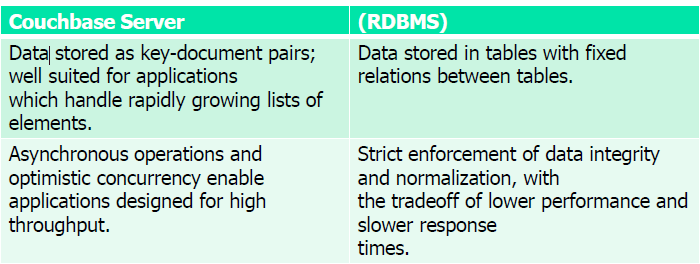 Couchbase Server
(RDBMS)
Data stored as key-document pairs;
well suited for applications
which handle rapidly growing lists of
elements.
Data stored in tables with fixed
relations between tables.
Asynchronous operations and
optimistic concurrency enable
applications designed for high
throughput.
Strict enforcement of data integrity
and normalization, with
the tradeoff of lower performance and
slower response
times.